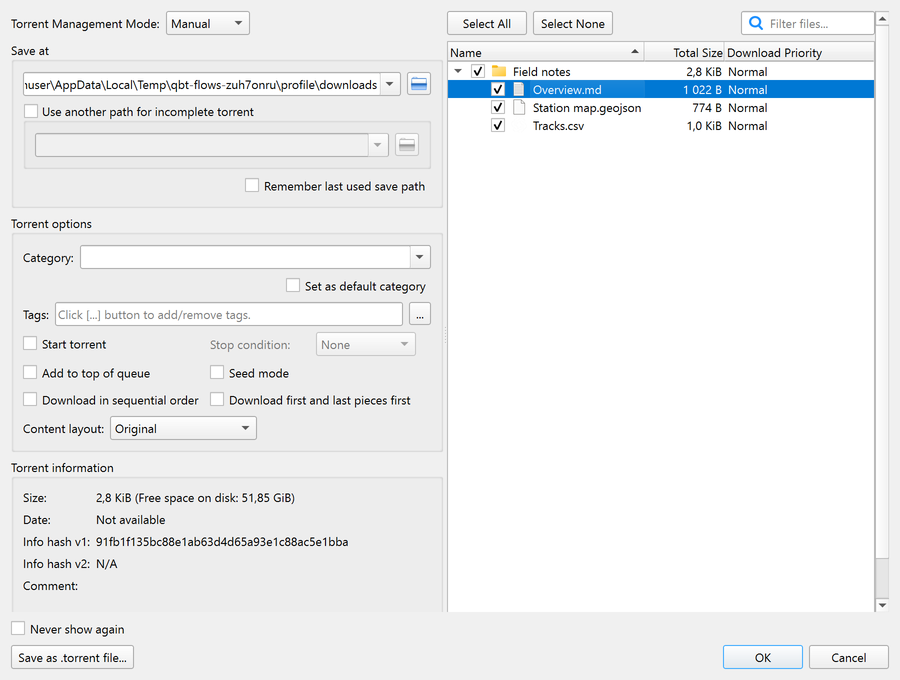 Torrent Management Mode: Manual
Save at
nuser\AppData\Local\Temp\qbt-flows-zuh7onru\profile\downloads
Use another path for incomplete torrent
Remember last used save path
Torrent options
Category:
Set as default category
Tags: Click [...] button to add/remove tags. ...
Start torrent Stop condition: None
Add to top of queue Seed mode
Download in sequential order Download first and last pieces first
Content layout: Original
Torrent information
Size: 2,8 KiB (Free space on disk: 51,85 GiB)
Date: Not available
Info hash v1: 91fb1f135bc88e1ab63d4d65a93e1c88ac5e1bba
Info hash v2: N/A
Comment:
Never show again
Save as .torrent file...
Select All Select None Filter files...
Name Total Size Download Priority
Field notes 2,8 KiB Normal
Overview.md 1 022 B Normal
Station map.geojson 774 B Normal
Tracks.csv 1,0 KiB Normal
OK Cancel